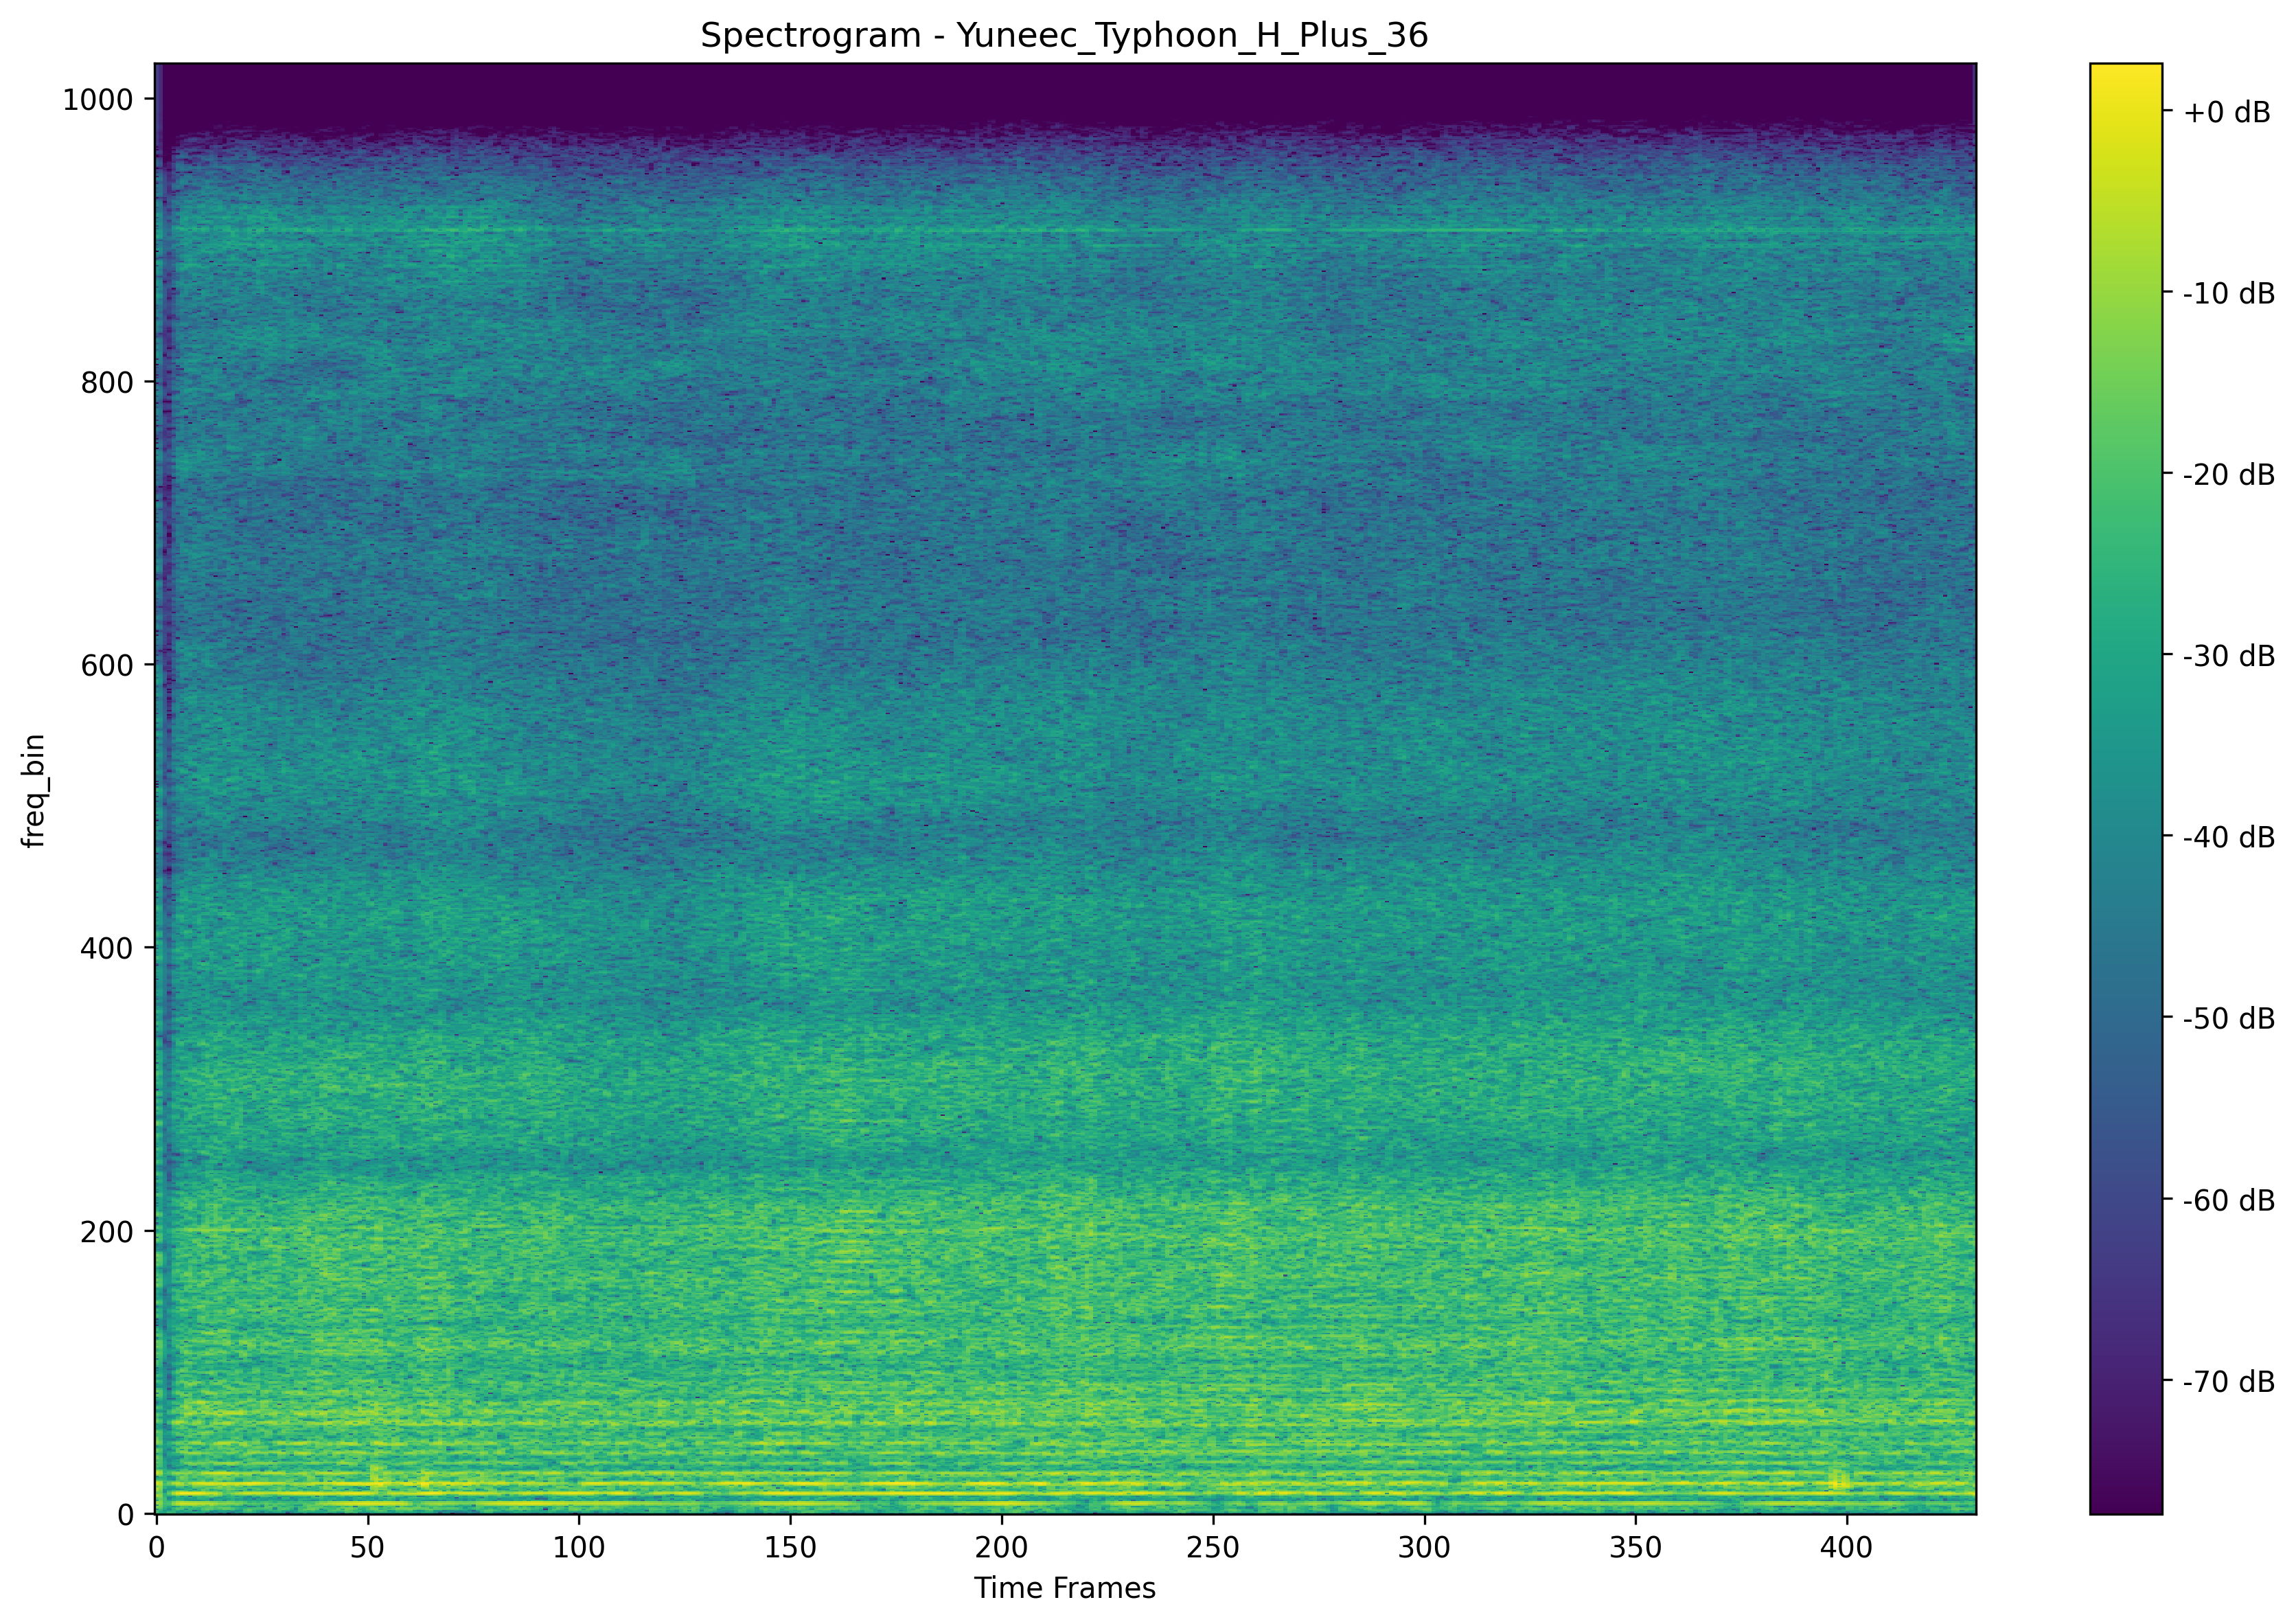 Spectrogram - Yuneec_Typhoon_H_Plus_36
freq_bin
1000
800
600
400
200
0
0 50 100 150 200 250 300 350 400
Time Frames
+0 dB
-10 dB
-20 dB
-30 dB
-40 dB
-50 dB
-60 dB
-70 dB